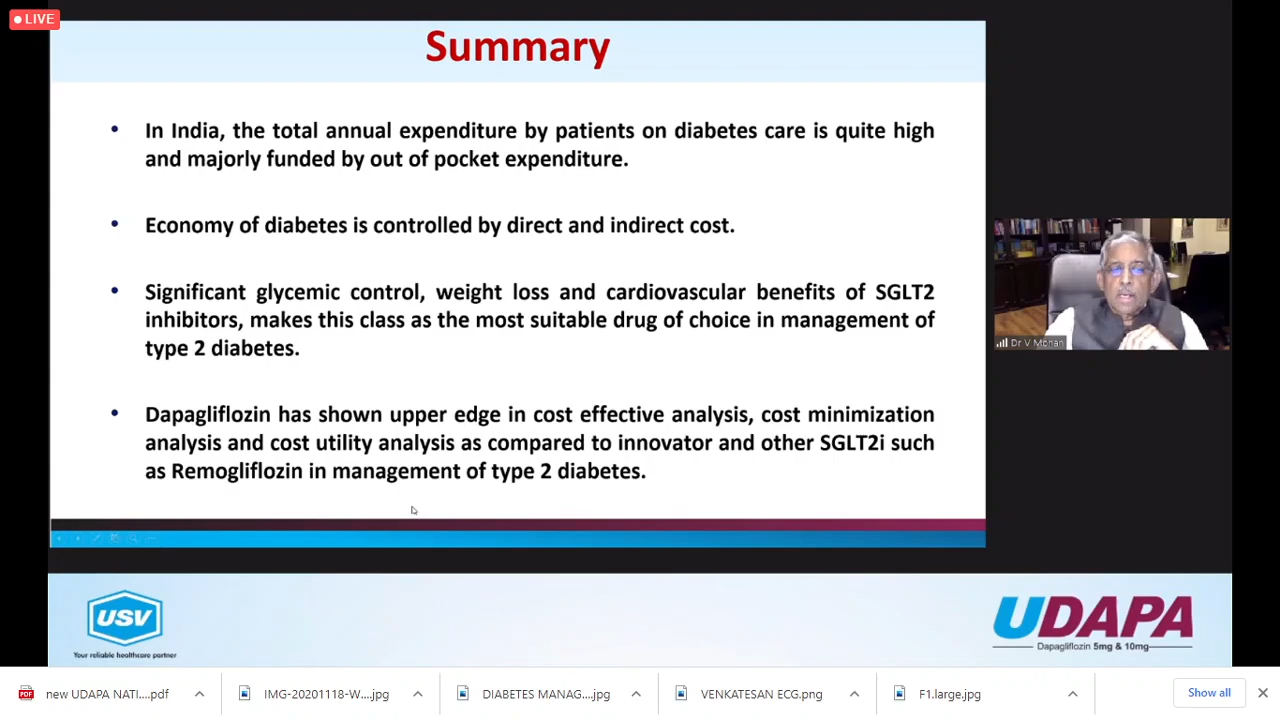 LIVE
Summary
• In India, the total annual expenditure by patients on diabetes care is quite high
and majorly funded by out of pocket expenditure.
• Economy of diabetes is controlled by direct and indirect cost.
• Significant glycemic control, weight loss and cardiovascular benefits of SGLT2
inhibitors, makes this class as the most suitable drug of choice in management of
type 2 diabetes.
• Dapagliflozin has shown upper edge in cost effective analysis, cost minimization
analysis and cost utility analysis as compared to innovator and other SGLT2i such
as Remogliflozin in management of type 2 diabetes.
Dr V Mohan
USV
Your reliable healthcare partner
UDAPA
Dapagliflozin 5mg & 10mg
PDF
new UDAPA NATI....pdf
IMG-20201118-W....jpg
DIABETES MANAG....jpg
VENKATESAN ECG.png
F1.large.jpg
Show all